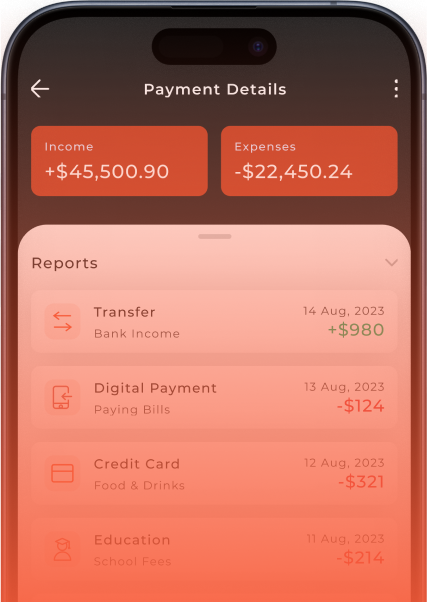 Payment Details
Income
+$45,500.90
Expenses
-$22,450.24
Reports
Transfer
14 Aug, 2023
Bank Income
+$980
Digital Payment
13 Aug, 2023
Paying Bills
-$124
Credit Card
12 Aug, 2023
Food & Drinks
-$321
Education
11 Aug, 2023
School Fees
-$214